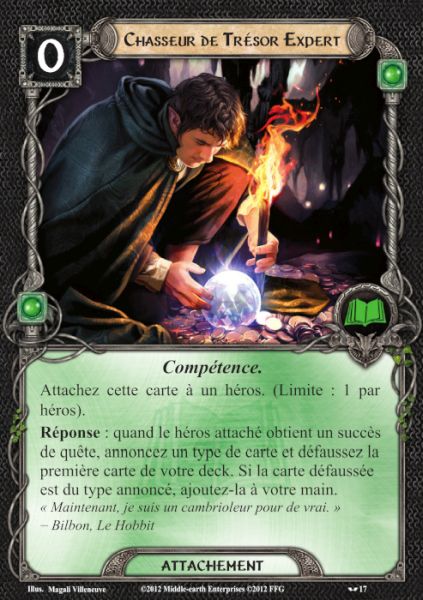 0
CHASSEUR DE TRÉSOR EXPERT
Compétence.
Attachez cette carte à un héros. (Limite : 1 par
héros).
Réponse : quand le héros attaché obtient un succès
de quête, annoncez un type de carte et défaussez la
première carte de votre deck. Si la carte défaussée
est du type annoncé, ajoutez-la à votre main.
« Maintenant, je suis un cambrioleur pour de vrai. »
– Bilbon, Le Hobbit
ATTACHEMENT
Illus. Magali Villeneuve ©2012 Middle-earth Enterprises ©2012 FFG 17